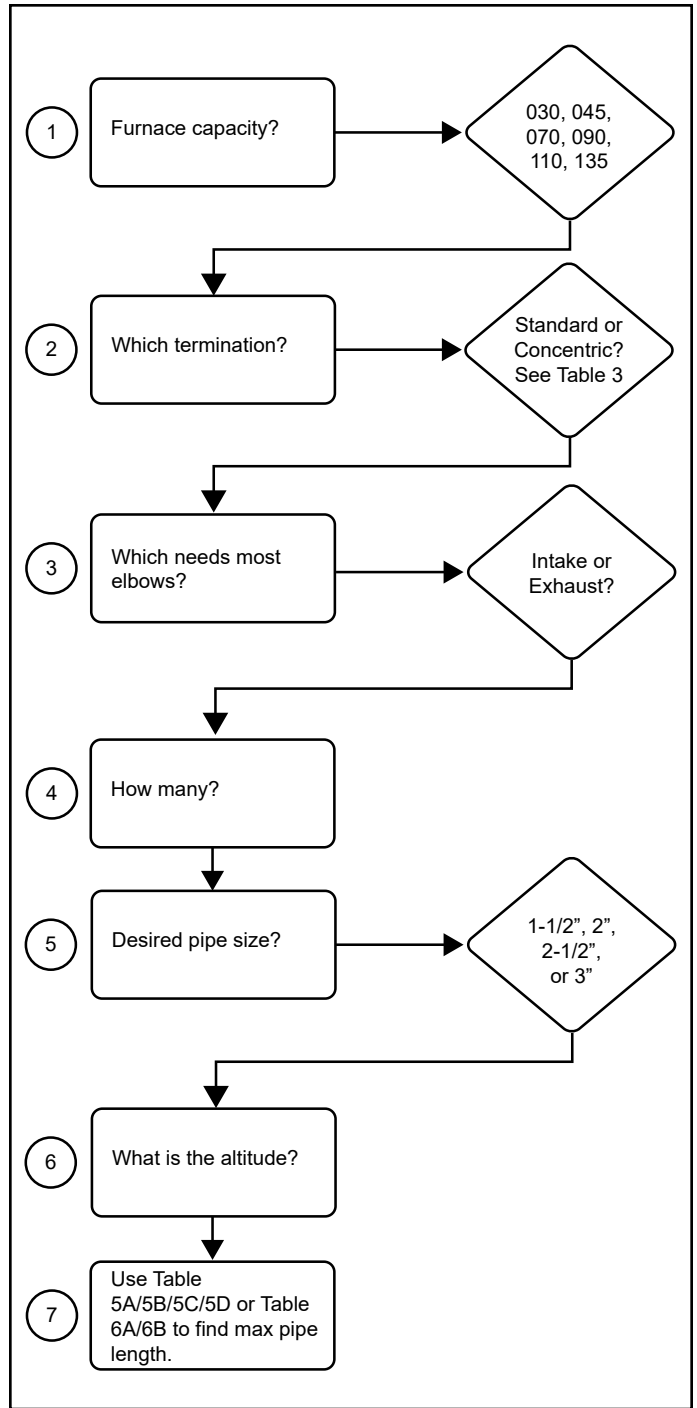 1
Furnace capacity?
030, 045,
070, 090,
110, 135
2
Which termination?
Standard or
Concentric?
See Table 3
3
Which needs most
elbows?
Intake or
Exhaust?
4
How many?
5
Desired pipe size?
1-1/2”, 2”,
2-1/2”,
or 3”
6
What is the altitude?
7
Use Table
5A/5B/5C/5D or Table
6A/6B to find max pipe
length.